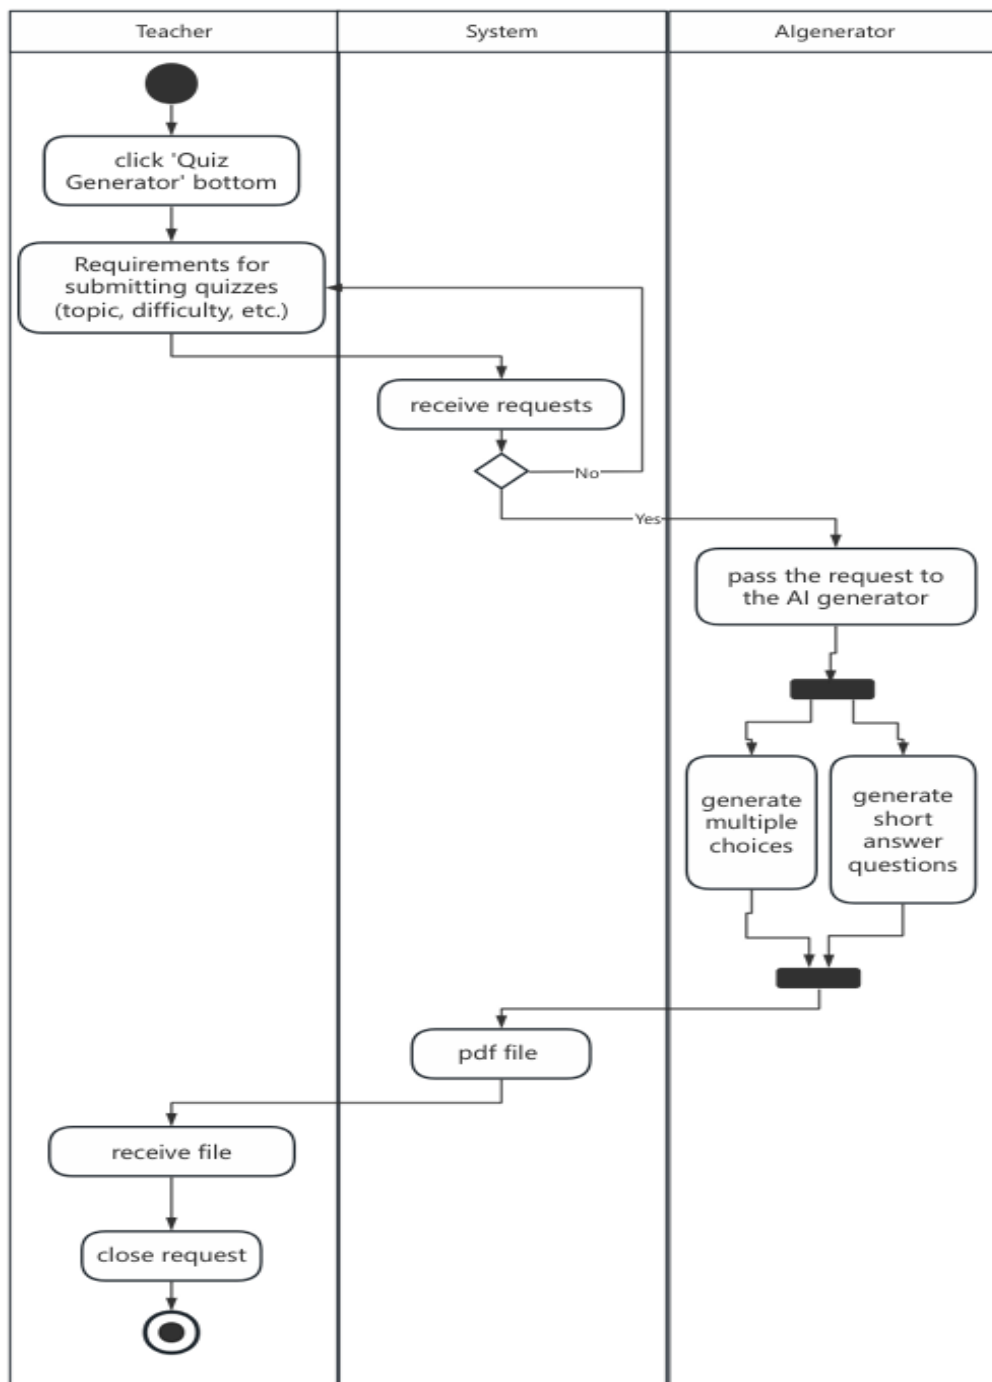 Teacher
System
AIgenerator
click 'Quiz
Generator' bottom
Requirements for
submitting quizzes
(topic, difficulty, etc.)
receive requests
No
Yes
pass the request to
the AI generator
generate
multiple
choices
generate
short
answer
questions
pdf file
receive file
close request